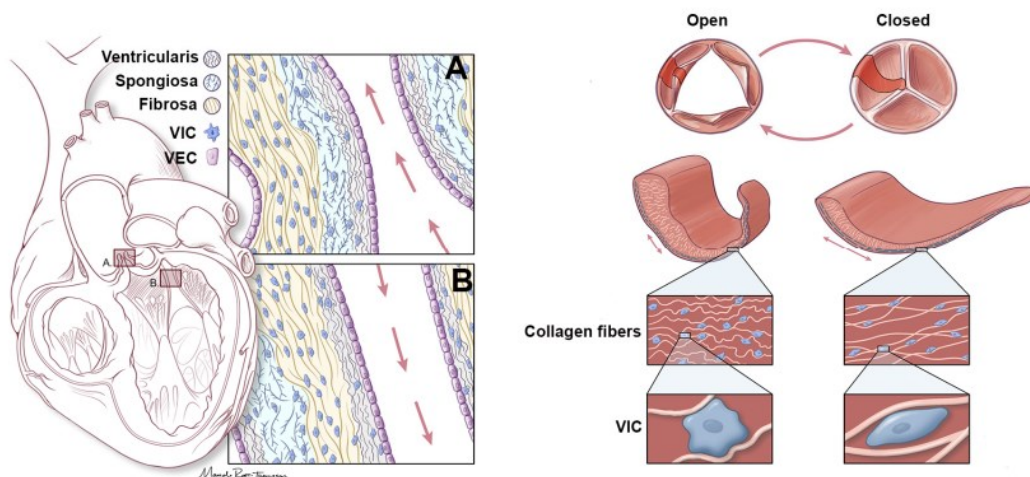 Ventricularis
Spongiosa
Fibrosa
VIC
VEC
A
A.
B.
B
Open
Closed
Collagen fibers
VIC